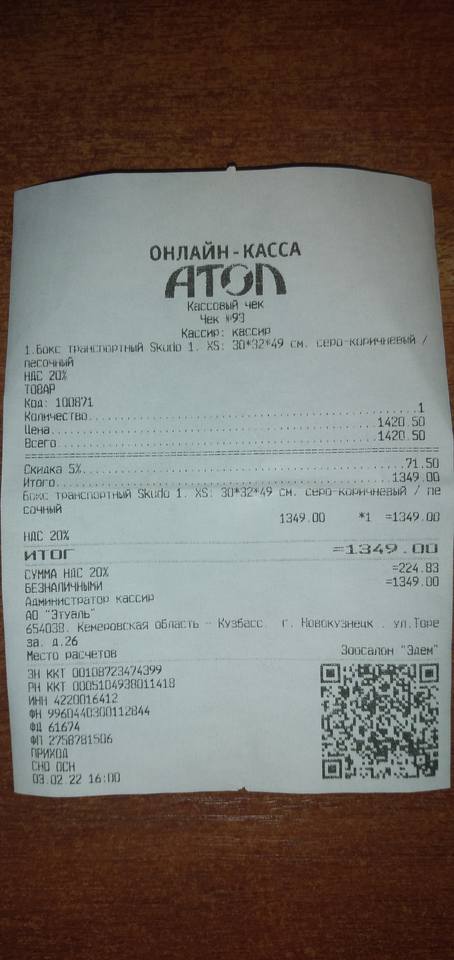 ОНЛАЙН-КАССА
АТОЛ
Кассовый чек
Чек №93
Кассир: кассир
1.Бокс транспортный Skudo 1. XS: 30*32*49 см. серо-коричневый /
песочный
НДС 20%
ТОВАР
Код: 100871
Количество 1
Цена 1420.50
Всего 1420.50
Скидка 5% 71.50
Итого 1349.00
Бокс транспортный Skudo 1. XS: 30*32*49 см. серо-коричневый / пе
сочный
1349.00 *1 =1349.00
НДС 20%
ИТОГ =1349.00
СУММА НДС 20% =224.83
БЕЗНАЛИЧНЫМИ =1349.00
Администратор кассир
АО "Этуаль"
654038, Кемеровская область - Кузбасс, г. Новокузнецк , ул.Торе
за, д.26
Место расчетов Зоосалон "Эдем"
ЗН ККТ 00108723474399
РН ККТ 0005104938011418
ИНН 4220016412
ФН 9960440300112844
ФД 61674
ФП 2758781506
ПРИХОД
СНО ОСН
03.02.22 16:00